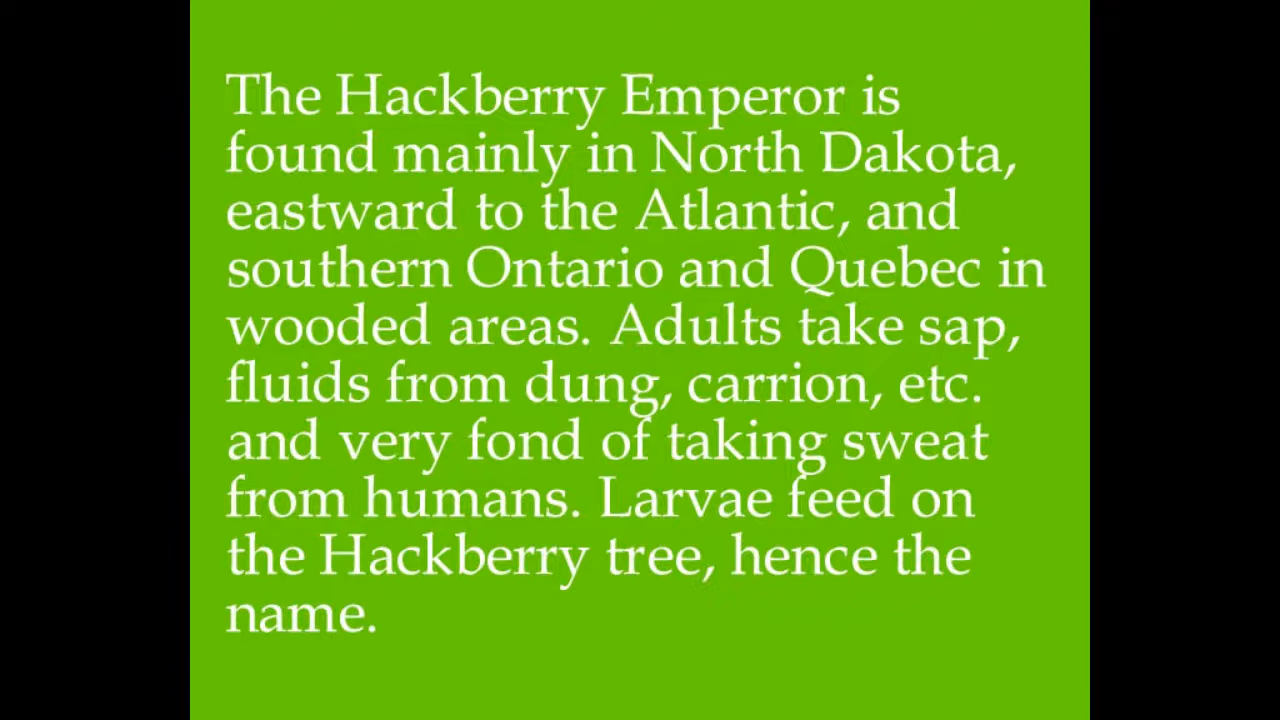 The Hackberry Emperor is
found mainly in North Dakota,
eastward to the Atlantic, and
southern Ontario and Quebec in
wooded areas. Adults take sap,
fluids from dung, carrion, etc.
and very fond of taking sweat
from humans. Larvae feed on
the Hackberry tree, hence the
name.